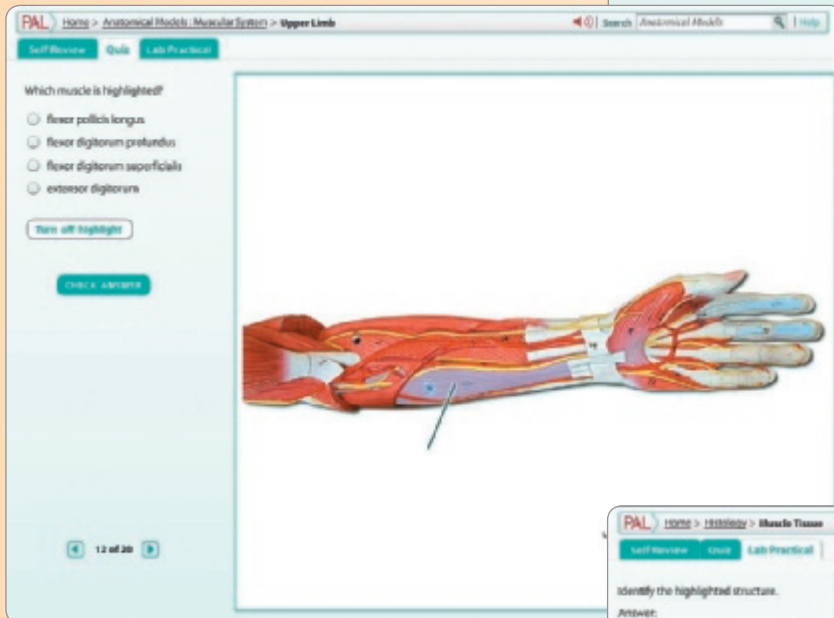 PAL Home > Anatomical Models: Muscular System > Upper Limb Search Anatomical Models Help
Self Review Quiz Lab Practical
Which muscle is highlighted?
flexor pollicis longus
flexor digitorum profundus
flexor digitorum superficialis
extensor digitorum
Turn off highlight
CHECK ANSWER
12 of 20
PAL Home > Histology > Muscle Tissue
Self Review Quiz Lab Practical
Identify the highlighted structure.
Answer: